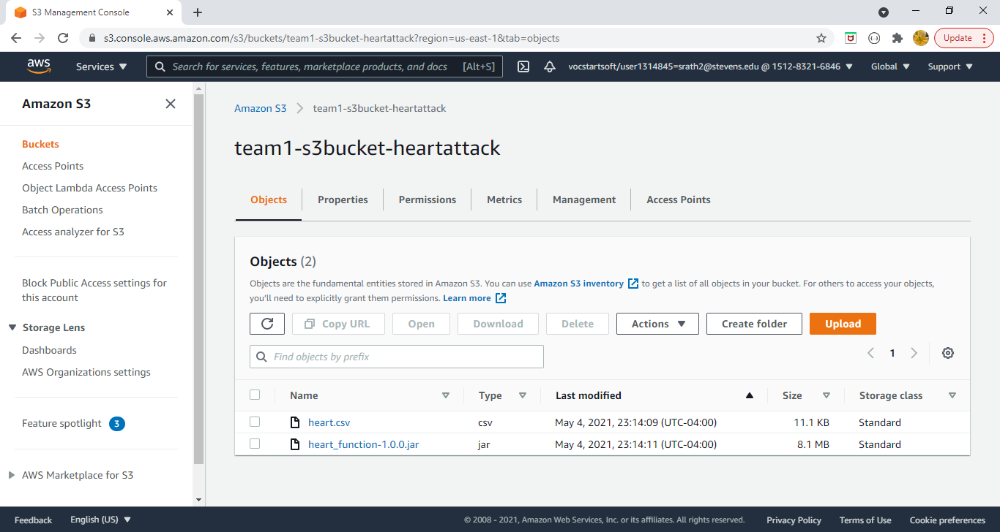 S3 Management Console
s3.console.aws.amazon.com/s3/buckets/team1-s3bucket-heartattack?region=us-east-1&tab=objects
Update
aws
Services
Search for services, features, marketplace products, and docs [Alt+S]
vocstartsoft/user1314845=srath2@stevens.edu @ 1512-8321-6846
Global
Support
Amazon S3
Buckets
Access Points
Object Lambda Access Points
Batch Operations
Access analyzer for S3
Block Public Access settings for
this account
Storage Lens
Dashboards
AWS Organizations settings
Feature spotlight 3
AWS Marketplace for S3
Amazon S3 team1-s3bucket-heartattack
team1-s3bucket-heartattack
Objects Properties Permissions Metrics Management Access Points
Objects (2)
Objects are the fundamental entities stored in Amazon S3. You can use Amazon S3 inventory to get a list of all objects in your bucket. For others to access your objects,
you'll need to explicitly grant them permissions. Learn more
Copy URL Open Download Delete Actions Create folder Upload
Find objects by prefix
1
Name Type Last modified Size Storage class
heart.csv csv May 4, 2021, 23:14:09 (UTC-04:00) 11.1 KB Standard
heart_function-1.0.0.jar jar May 4, 2021, 23:14:11 (UTC-04:00) 8.1 MB Standard
Feedback English (US) © 2008 - 2021, Amazon Web Services, Inc. or its affiliates. All rights reserved. Privacy Policy Terms of Use Cookie preferences